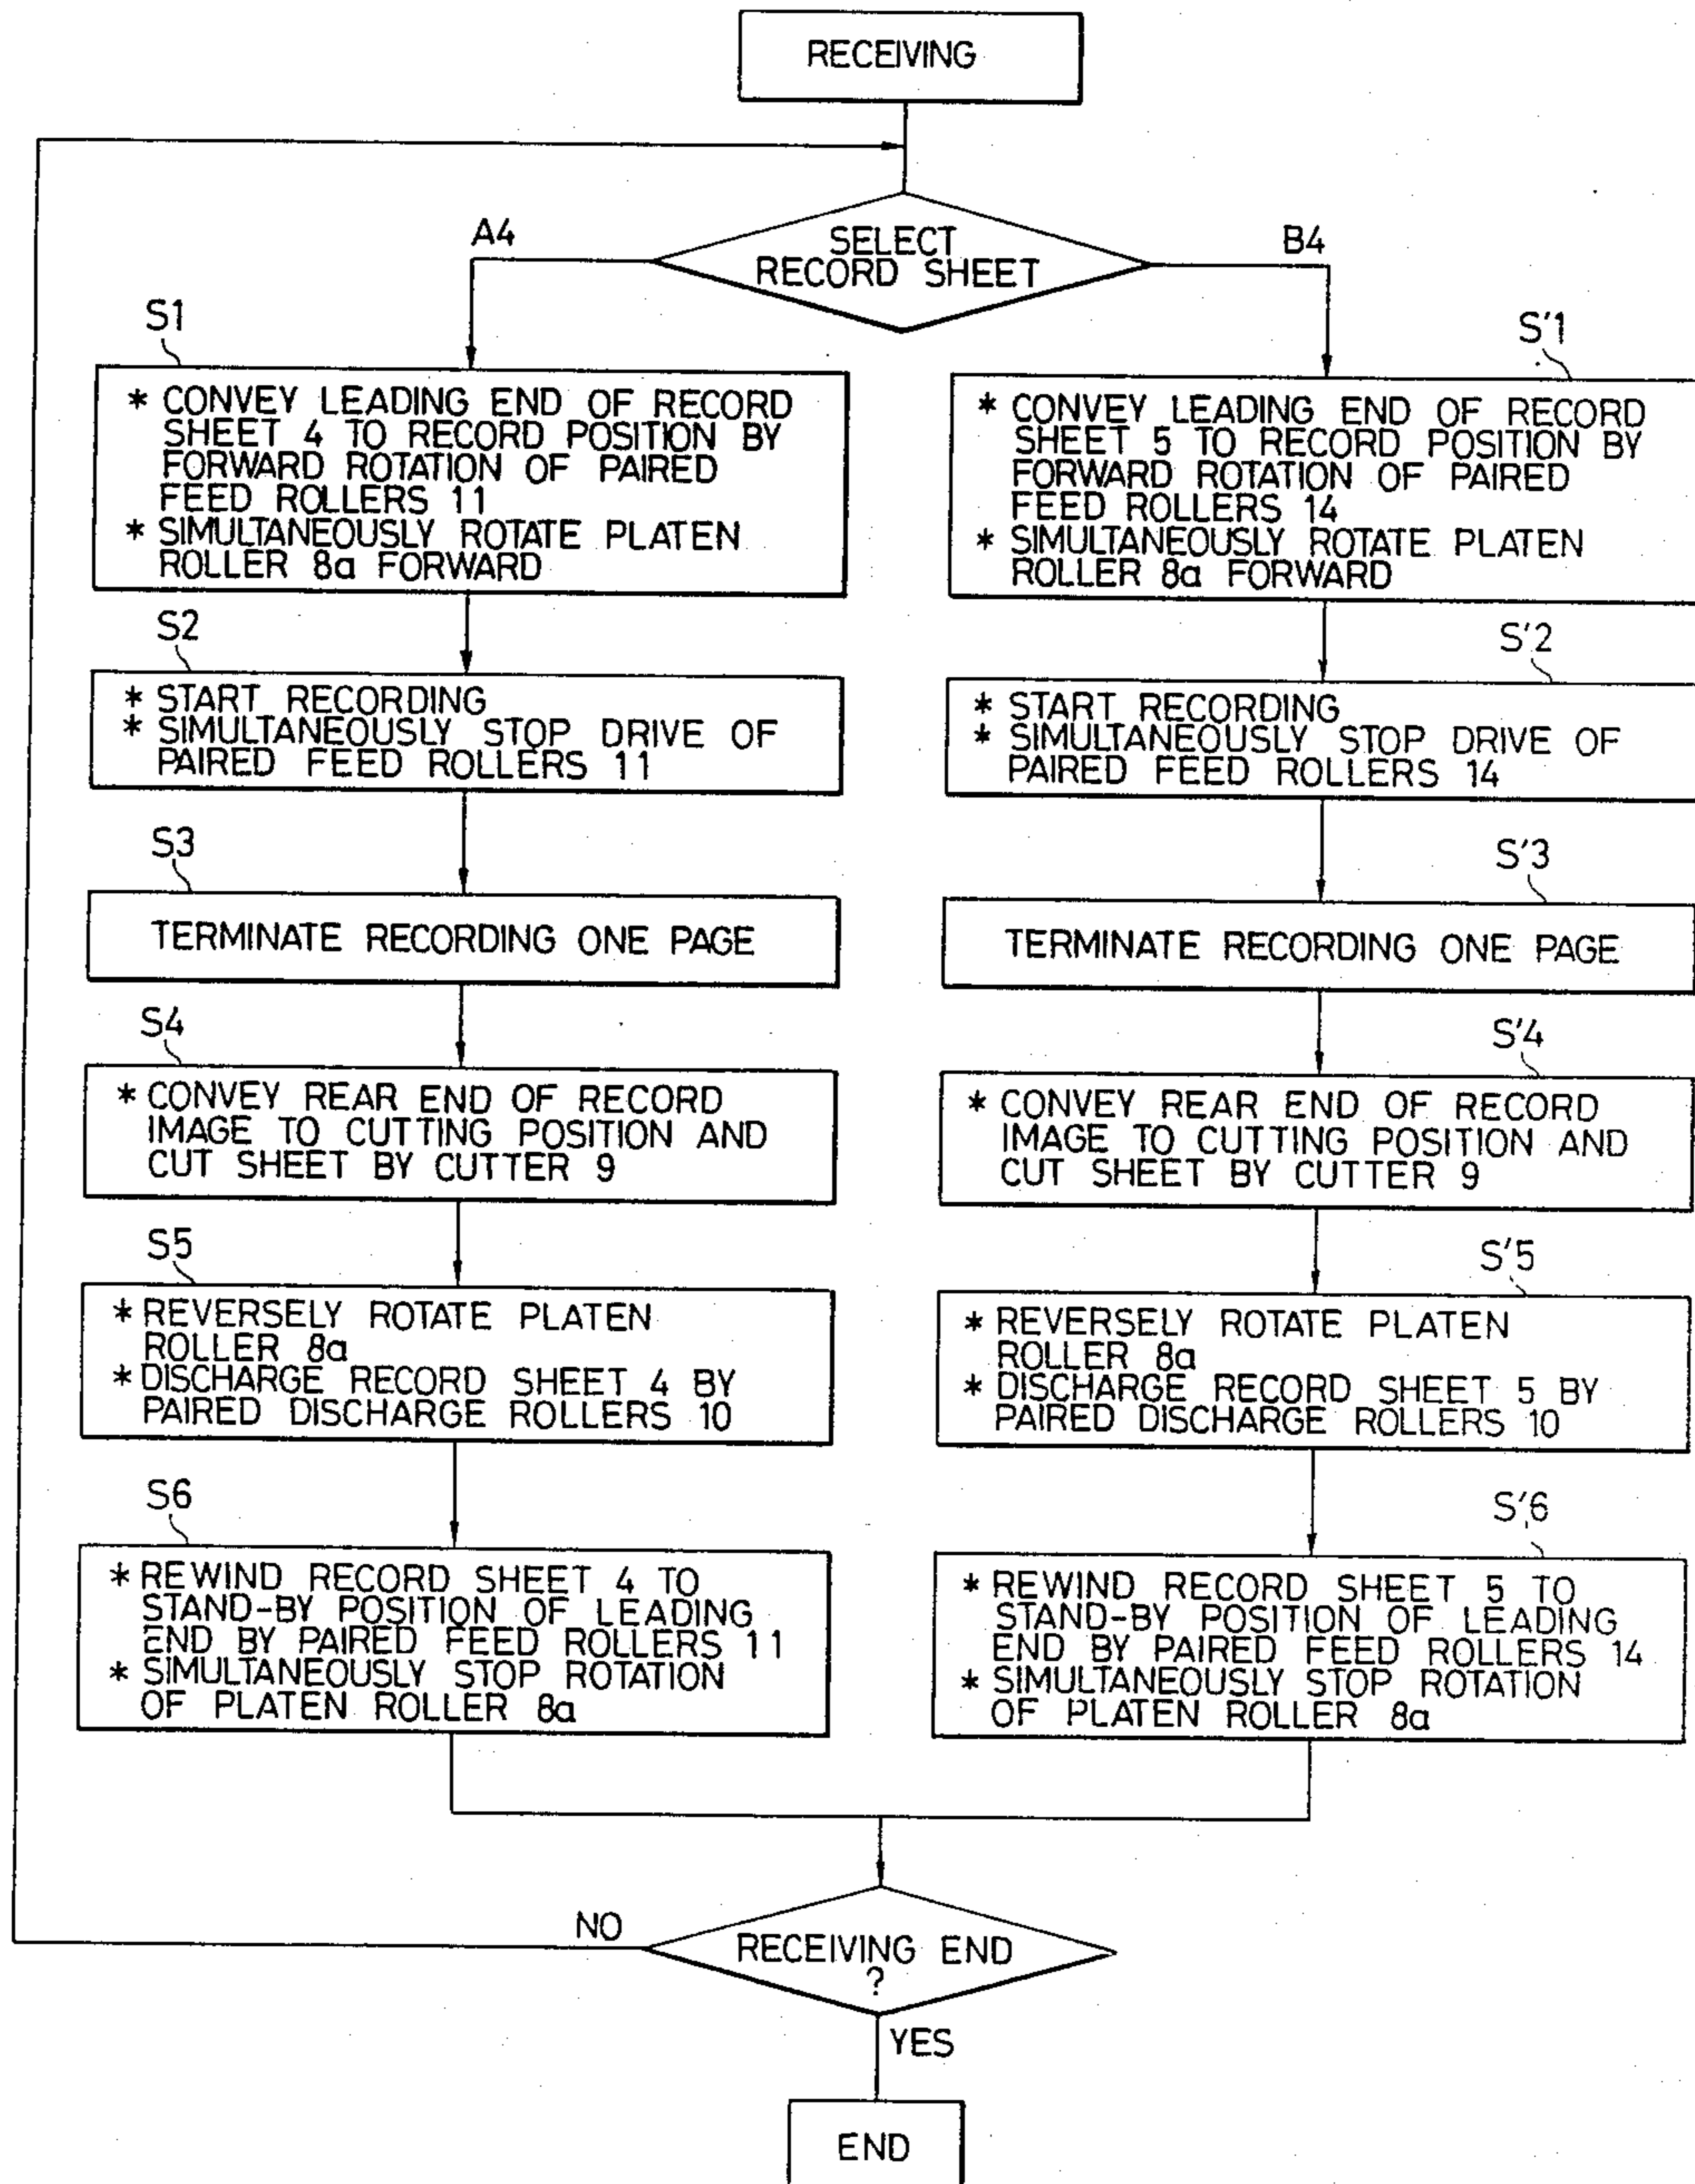 RECEIVING
SELECT
RECORD SHEET
A4
B4
S1
* CONVEY LEADING END OF RECORD
SHEET 4 TO RECORD POSITION BY
FORWARD ROTATION OF PAIRED
FEED ROLLERS 11
* SIMULTANEOUSLY ROTATE PLATEN
ROLLER 8a FORWARD
S2
* START RECORDING
* SIMULTANEOUSLY STOP DRIVE OF
PAIRED FEED ROLLERS 11
S3
TERMINATE RECORDING ONE PAGE
S4
* CONVEY REAR END OF RECORD
IMAGE TO CUTTING POSITION AND
CUT SHEET BY CUTTER 9
S5
* REVERSELY ROTATE PLATEN
ROLLER 8a
* DISCHARGE RECORD SHEET 4 BY
PAIRED DISCHARGE ROLLERS 10
S6
* REWIND RECORD SHEET 4 TO
STAND-BY POSITION OF LEADING
END BY PAIRED FEED ROLLERS 11
* SIMULTANEOUSLY STOP ROTATION
OF PLATEN ROLLER 8a
S'1
* CONVEY LEADING END OF RECORD
SHEET 5 TO RECORD POSITION BY
FORWARD ROTATION OF PAIRED
FEED ROLLERS 14
* SIMULTANEOUSLY ROTATE PLATEN
ROLLER 8a FORWARD
S'2
* START RECORDING
* SIMULTANEOUSLY STOP DRIVE OF
PAIRED FEED ROLLERS 14
S'3
TERMINATE RECORDING ONE PAGE
S'4
* CONVEY REAR END OF RECORD
IMAGE TO CUTTING POSITION AND
CUT SHEET BY CUTTER 9
S'5
* REVERSELY ROTATE PLATEN
ROLLER 8a
* DISCHARGE RECORD SHEET 5 BY
PAIRED DISCHARGE ROLLERS 10
S'6
* REWIND RECORD SHEET 5 TO
STAND-BY POSITION OF LEADING
END BY PAIRED FEED ROLLERS 14
* SIMULTANEOUSLY STOP ROTATION
OF PLATEN ROLLER 8a
NO
RECEIVING END
?
YES
END